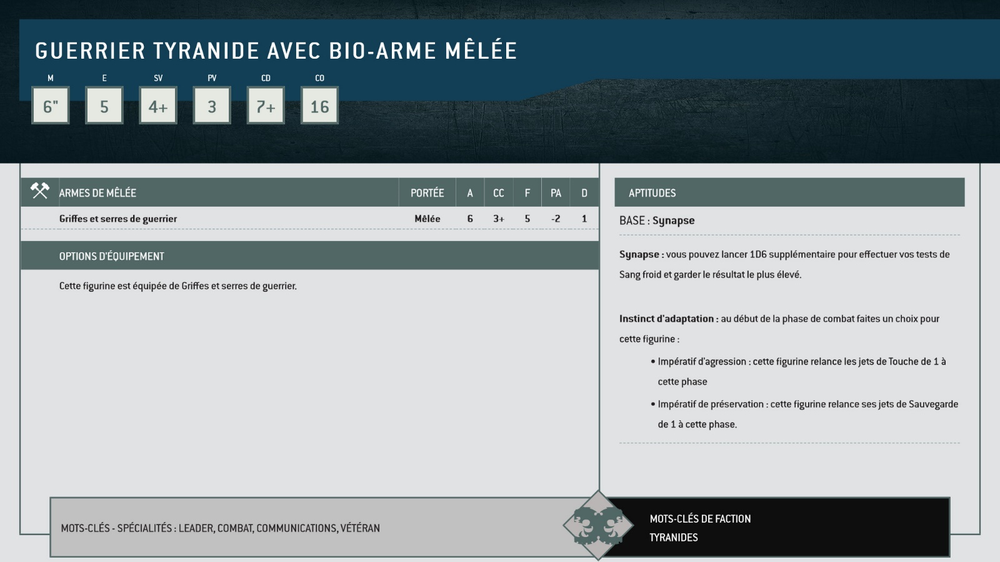 GUERRIER TYRANIDE AVEC BIO-ARME MÊLÉE
M E SV PV CD CO
6" 5 4+ 3 7+ 16
ARMES DE MÊLÉE PORTÉE A CC F PA D
Griffes et serres de guerrier Mêlée 6 3+ 5 -2 1
OPTIONS D'ÉQUIPEMENT
Cette figurine est équipée de Griffes et serres de guerrier.
APTITUDES
BASE : Synapse
Synapse : vous pouvez lancer 1D6 supplémentaire pour effectuer vos tests de
Sang froid et garder le résultat le plus élevé.
Instinct d'adaptation : au début de la phase de combat faites un choix pour
cette figurine :
• Impératif d'agression : cette figurine relance les jets de Touche de 1 à
cette phase
• Impératif de préservation : cette figurine relance ses jets de Sauvegarde
de 1 à cette phase.
MOTS-CLÉS - SPÉCIALITÉS : LEADER, COMBAT, COMMUNICATIONS, VÉTÉRAN
MOTS-CLÉS DE FACTION
TYRANIDES